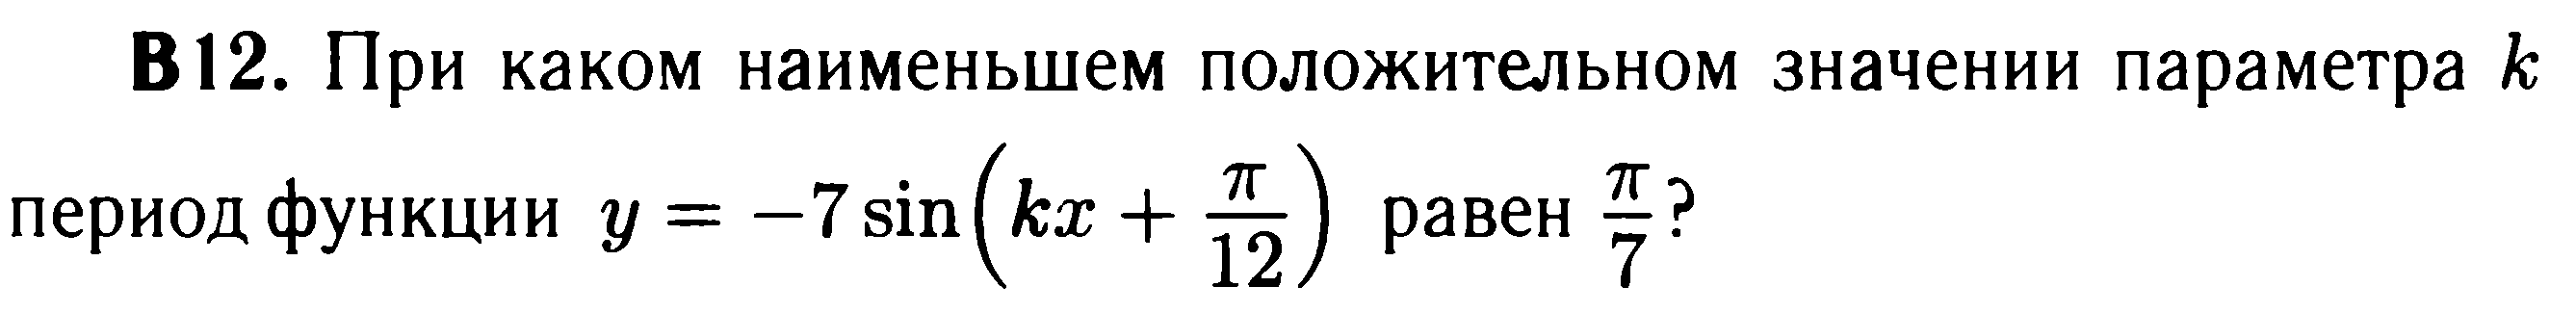 В12. При каком наименьшем положительном значении параметра k
период функции y = −7 sin(kx + π/12) равен π/7?